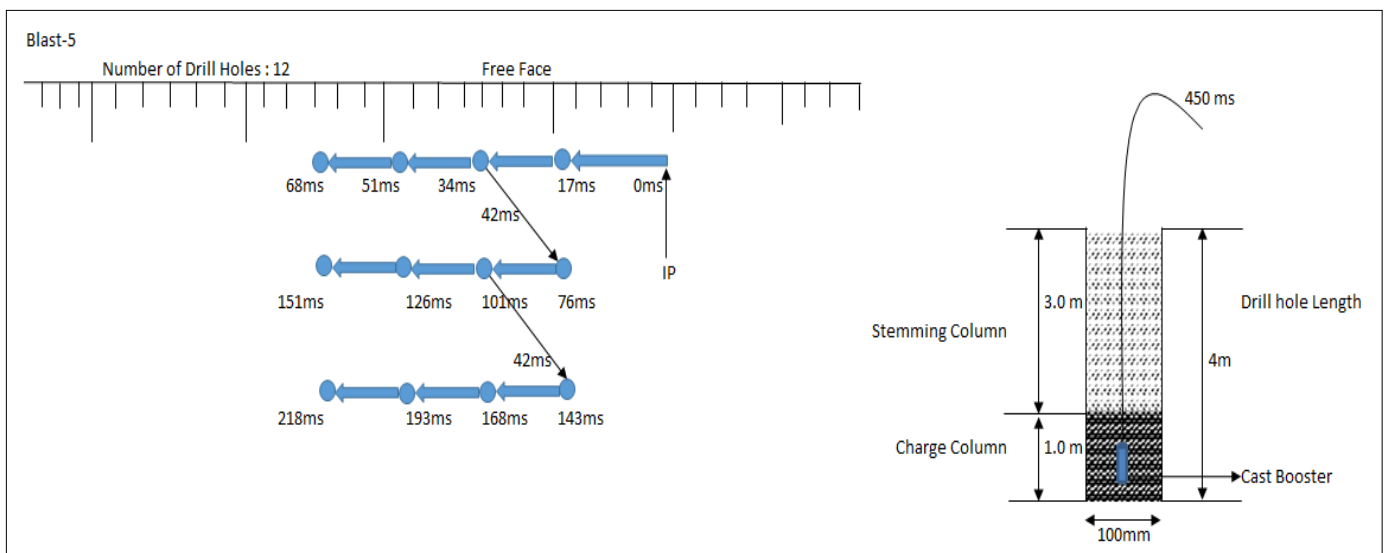 Blast-5
Number of Drill Holes : 12
Free Face
450 ms
68ms
51ms
34ms
17ms
0ms
42ms
IP
151ms
126ms
101ms
76ms
3.0 m
Drill hole Length
Stemming Column
4m
42ms
218ms
193ms
168ms
143ms
Charge Column
1.0 m
Cast Booster
100mm